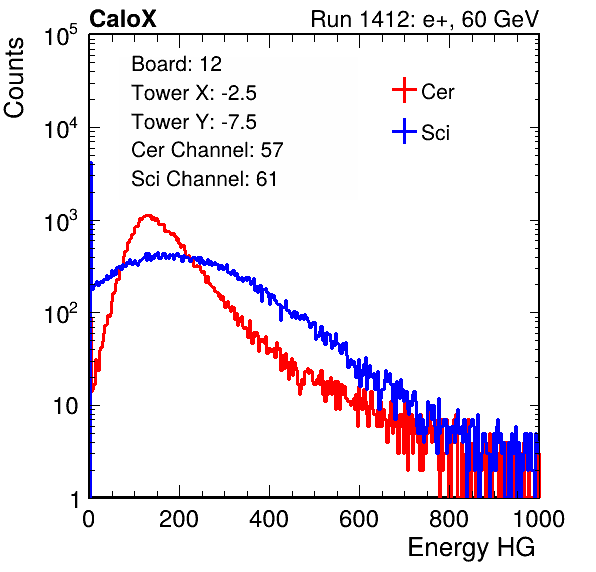 CaloX Run 1412: e+, 60 GeV
Counts
10^5
10^4
10^3
10^2
10
1
Board: 12
Tower X: -2.5
Tower Y: -7.5
Cer Channel: 57
Sci Channel: 61
Cer
Sci
0 200 400 600 800 1000
Energy HG